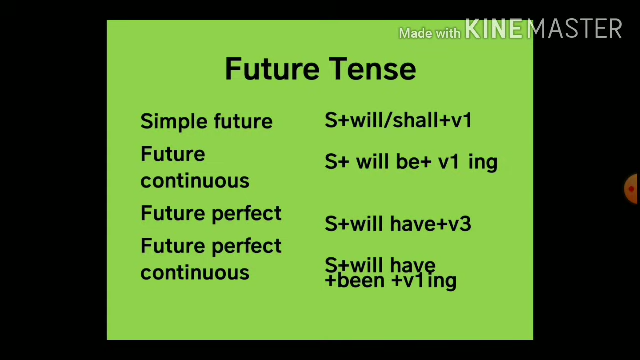 Made with KINEMASTER
Future Tense
Simple future S+will/shall+v1
Future
continuous
S+ will be+ v1 ing
Future perfect
S+will have+v3
Future perfect
continuous
S+will have
+been +v1ing